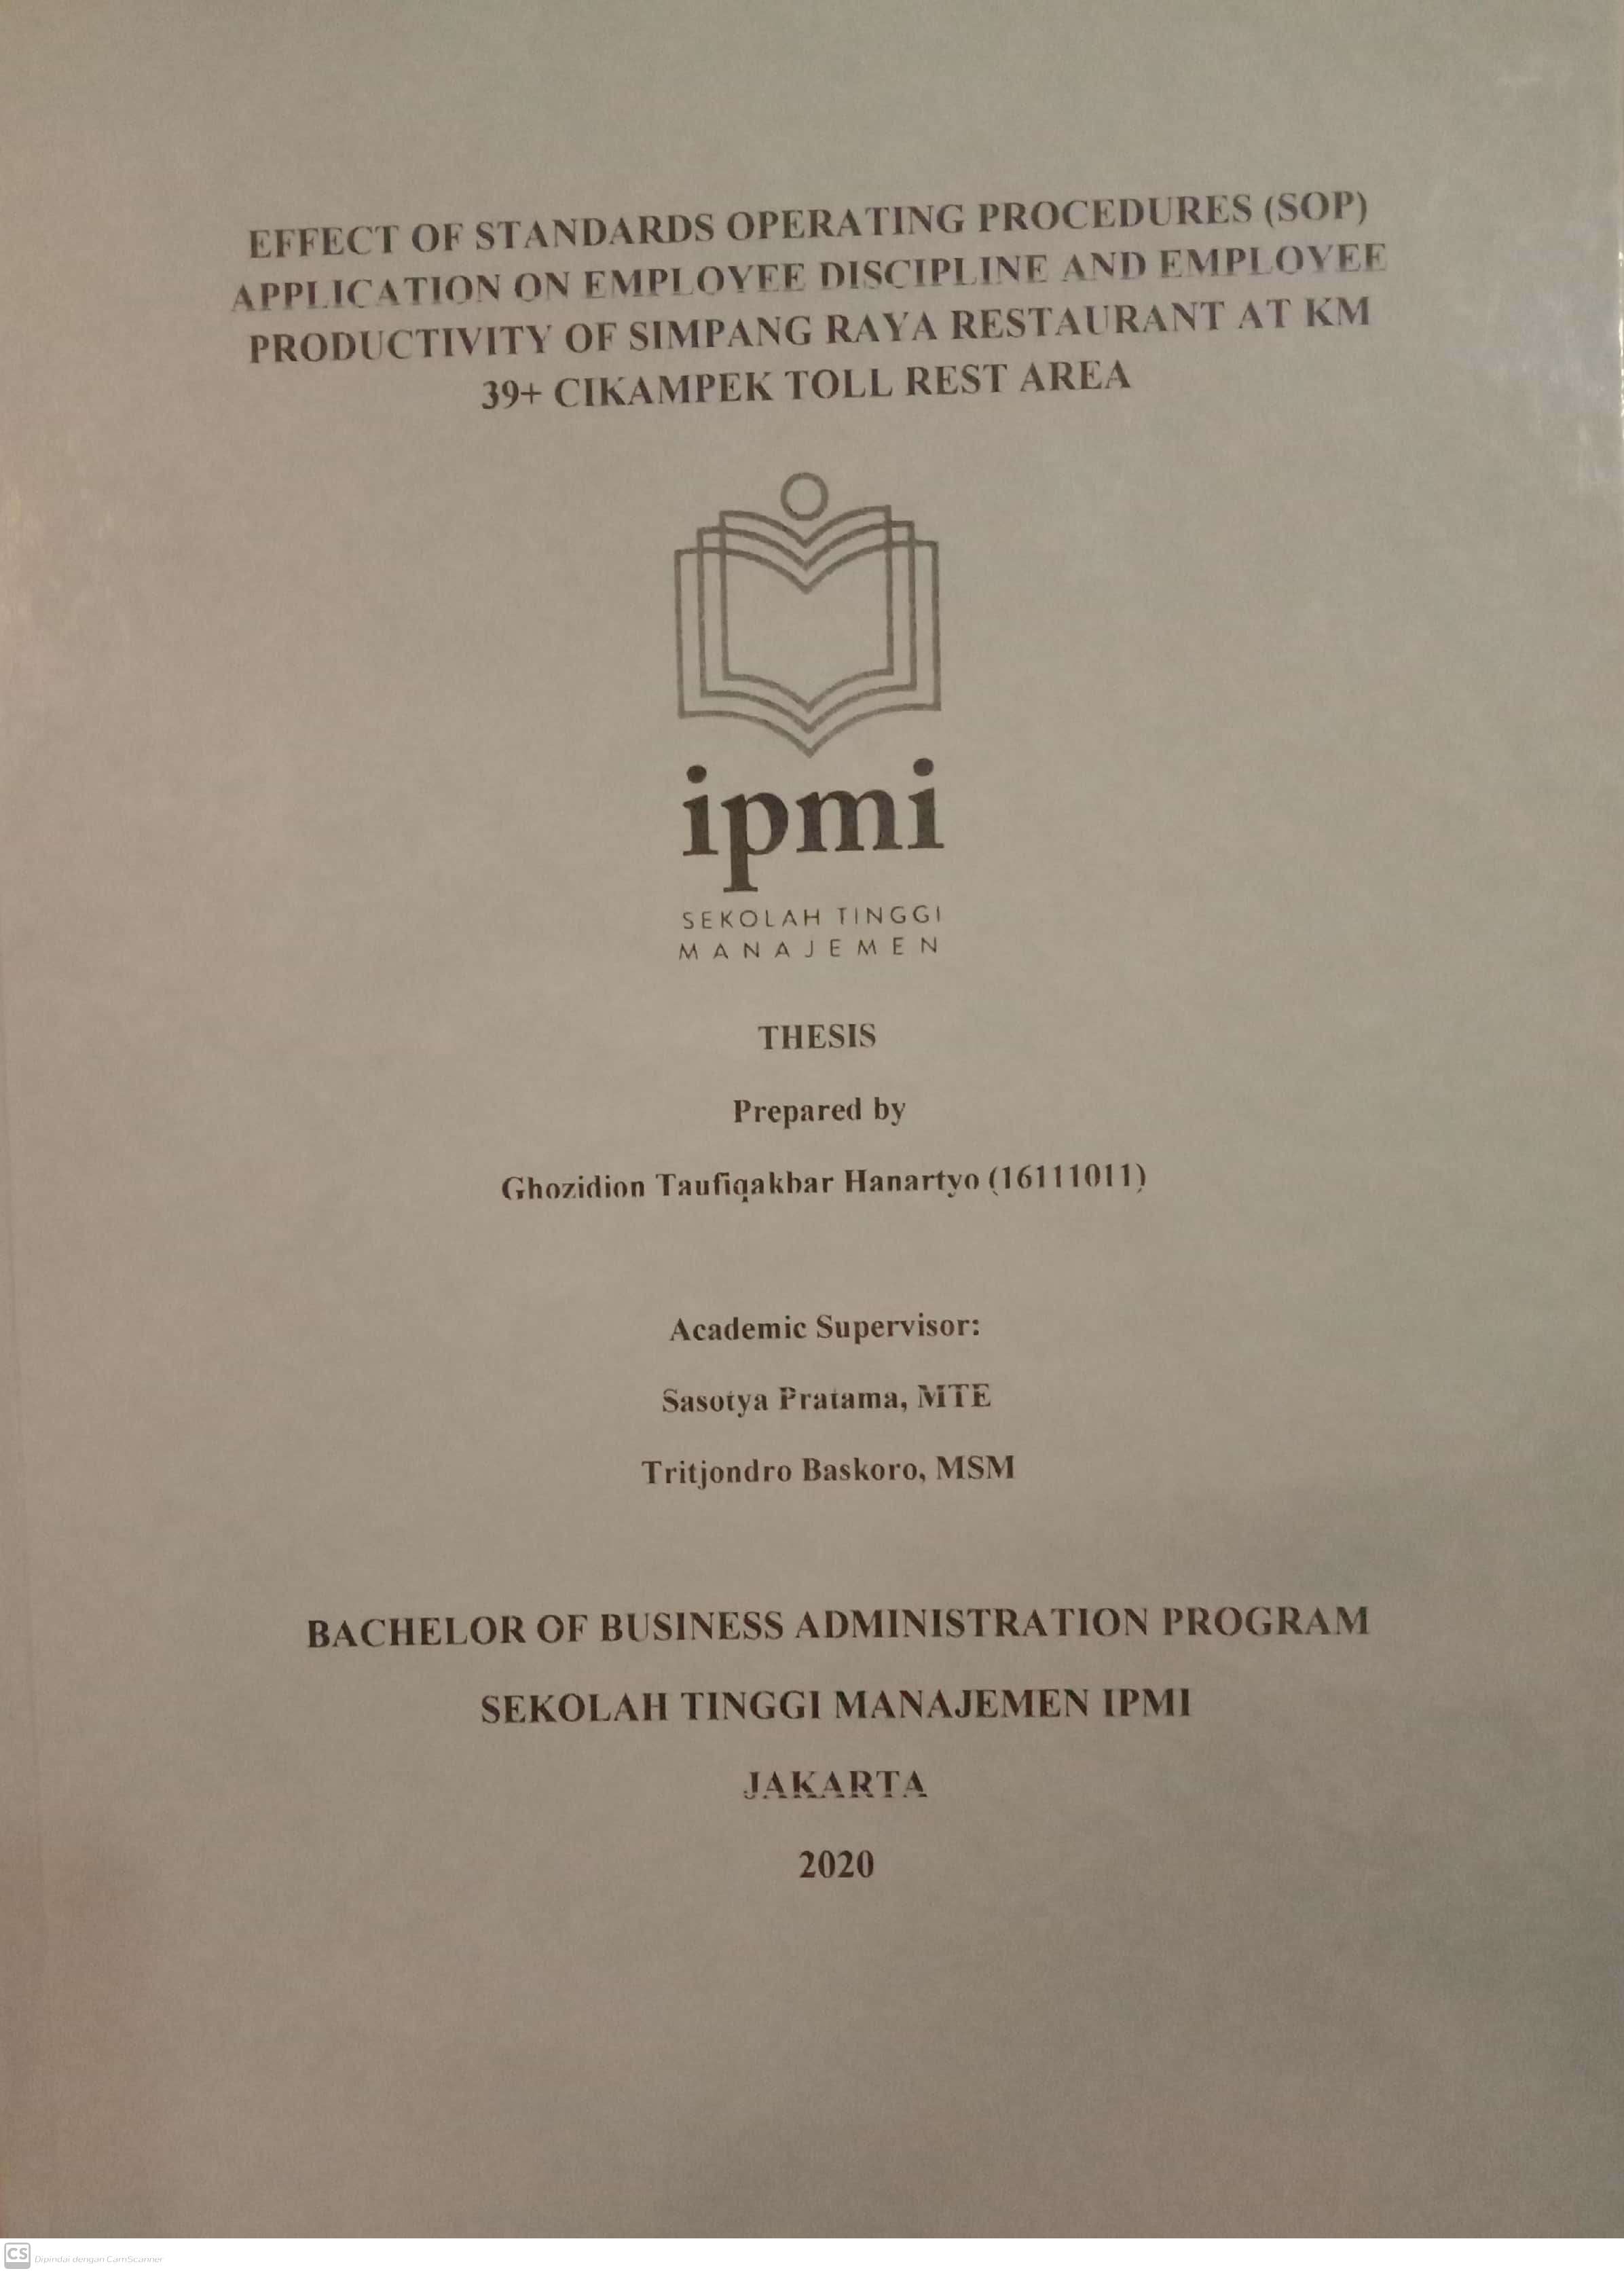 EFFECT OF STANDARDS OPERATING PROCEDURES (SOP)
APPLICATION ON EMPLOYEE DISCIPLINE AND EMPLOYEE
PRODUCTIVITY OF SIMPANG RAYA RESTAURANT AT KM
39+ CIKAMPEK TOLL REST AREA
ipmi
SEKOLAH TINGGI
MANAJEMEN
THESIS
Prepared by
Ghozidion Taufiqakbar Hanartyo (16111011)
Academic Supervisor:
Sasotya Pratama, MTE
Tritjondro Baskoro, MSM
BACHELOR OF BUSINESS ADMINISTRATION PROGRAM
SEKOLAH TINGGI MANAJEMEN IPMI
JAKARTA
2020
CS Dipindai dengan CamScanner